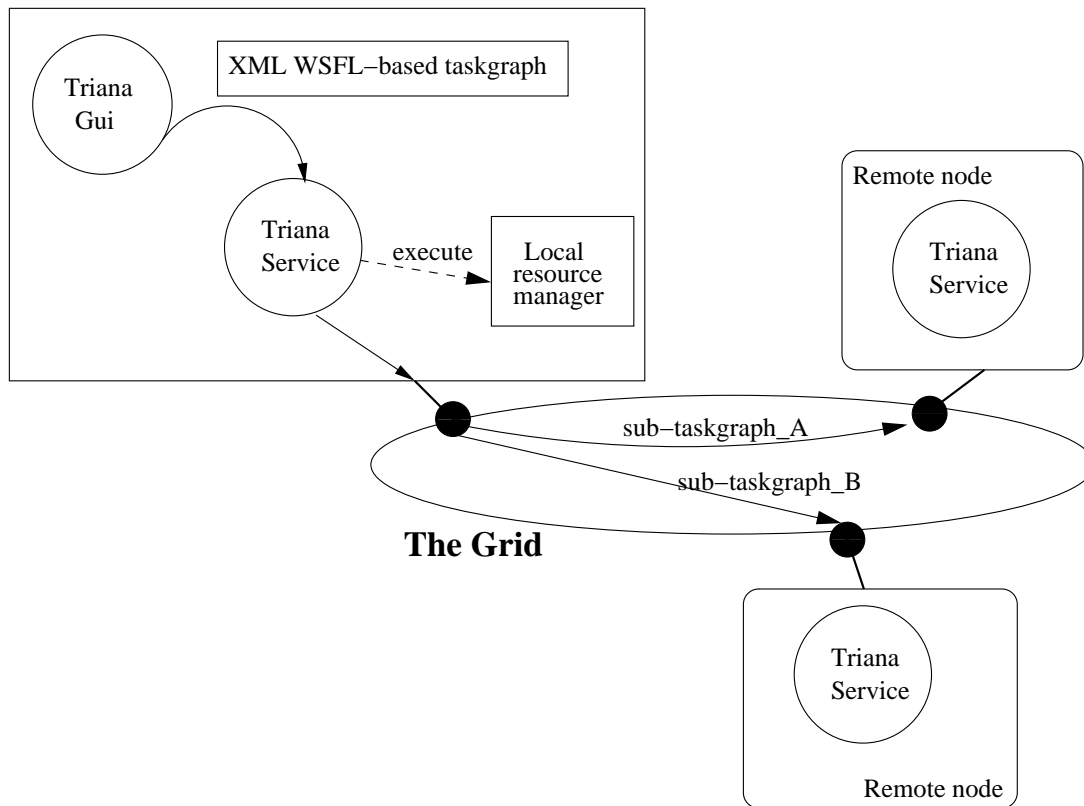 XML WSFL−based taskgraph
Triana
Gui
Triana
Service
execute
Local
resource
manager
Remote node
Triana
Service
sub−taskgraph_A
sub−taskgraph_B
The Grid
Triana
Service
Remote node